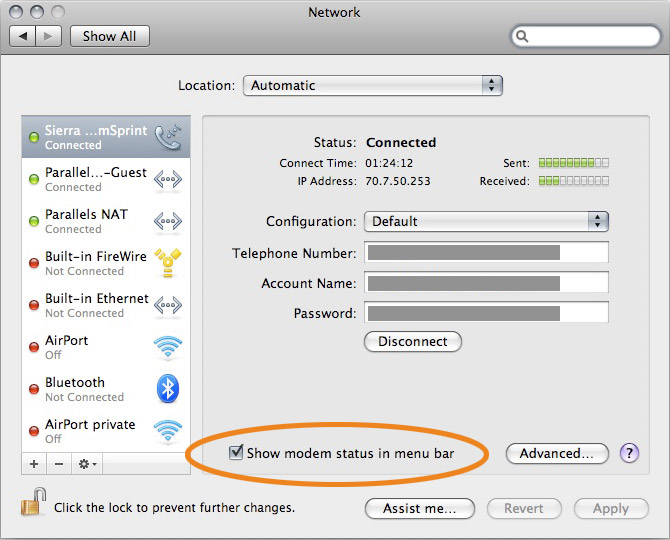 Network
Show All
Location: Automatic
Sierra ...mSprint
Connected
Parallel...-Guest
Connected
Parallels NAT
Connected
Built-in FireWire
Not Connected
Built-in Ethernet
Not Connected
AirPort
Off
Bluetooth
Not Connected
AirPort private
Off
Status: Connected
Connect Time: 01:24:12 Sent:
IP Address: 70.7.50.253 Received:
Configuration: Default
Telephone Number:
Account Name:
Password:
Disconnect
Show modem status in menu bar
Advanced... ?
Click the lock to prevent further changes.
Assist me... Revert Apply